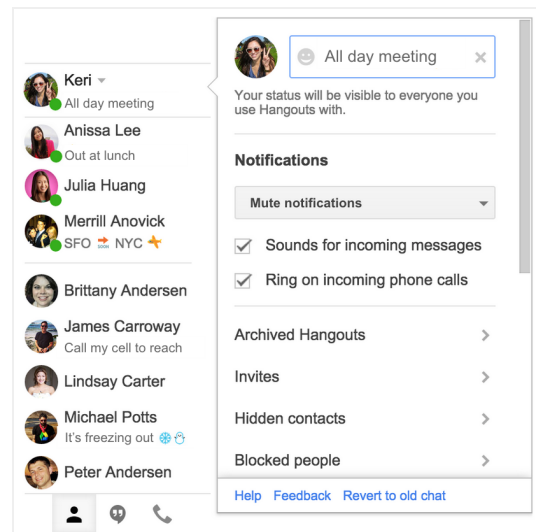 Keri
All day meeting
Anissa Lee
Out at lunch
Julia Huang
Merrill Anovick
SFO NYC
Brittany Andersen
James Carroway
Call my cell to reach
Lindsay Carter
Michael Potts
It's freezing out
Peter Andersen
All day meeting
Your status will be visible to everyone you
use Hangouts with.
Notifications
Mute notifications
Sounds for incoming messages
Ring on incoming phone calls
Archived Hangouts
Invites
Hidden contacts
Blocked people
Help Feedback Revert to old chat